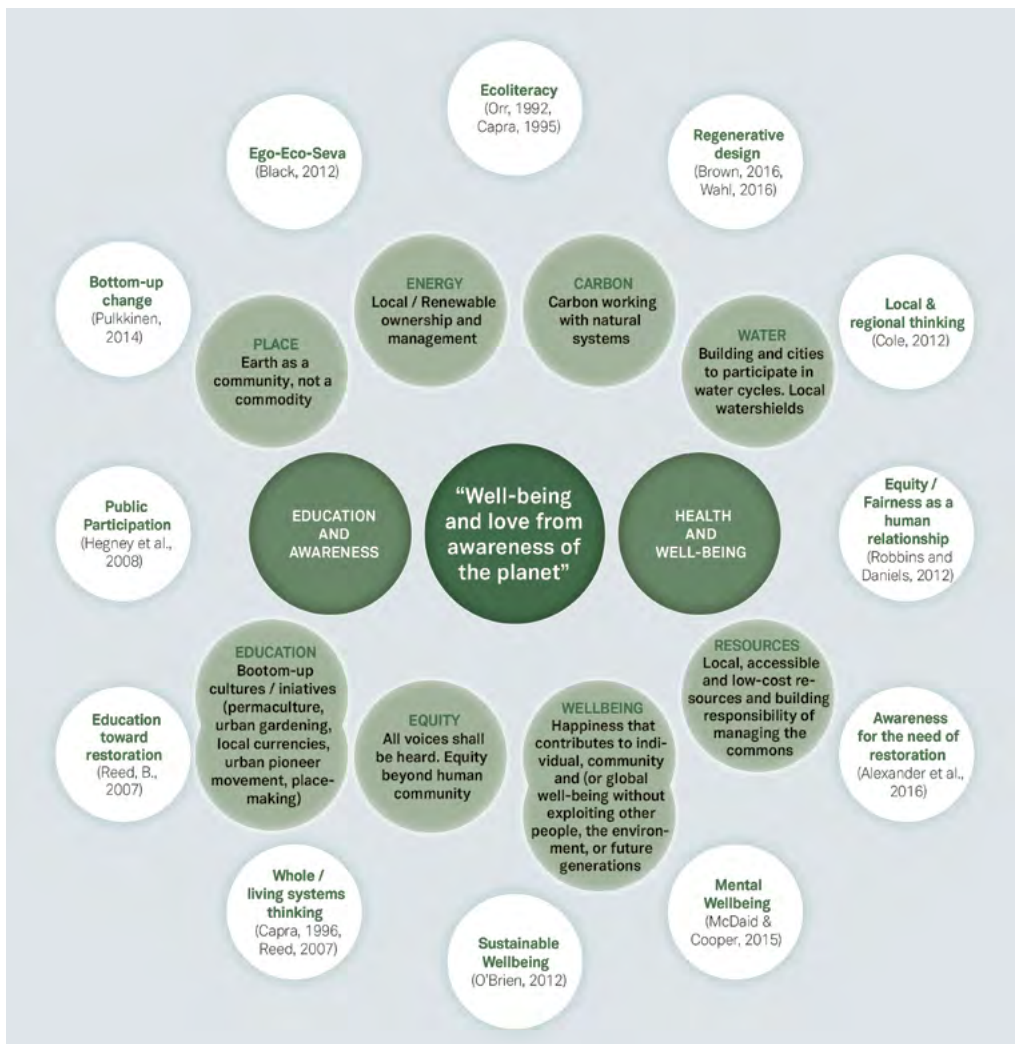 Ecoliteracy
(Orr, 1992,
Capra, 1995)
Ego-Eco-Seva
(Black, 2012)
Regenerative
design
(Brown, 2016,
Wahl, 2016)
Bottom-up
change
(Pulkkinen,
2014)
ENERGY
Local / Renewable
ownership and
management
CARBON
Carbon working
with natural
systems
Local &
regional thinking
(Cole, 2012)
PLACE
Earth as a
community, not a
commodity
WATER
Building and cities
to participate in
water cycles. Local
watershields
Public
Participation
(Hegney et al.,
2008)
EDUCATION
AND
AWARENESS
“Well-being
and love from
awareness of
the planet”
HEALTH
AND
WELL-BEING
Equity /
Fairness as a
human
relationship
(Robbins and
Daniels, 2012)
EDUCATION
Bootom-up
cultures / iniatives
(permaculture,
urban gardening,
local currencies,
urban pioneer
movement, place-
making)
EQUITY
All voices shall
be heard. Equity
beyond human
community
WELLBEING
Happiness that
contributes to indi-
vidual, community
and (or global
well-being without
exploiting other
people, the environ-
ment, or future
generations
RESOURCES
Local, accessible
and low-cost re-
sources and building
responsibility of
managing the
commons
Education
toward
restoration
(Reed, B.,
2007)
Awareness
for the need of
restoration
(Alexander et al.,
2016)
Whole /
living systems
thinking
(Capra, 1996,
Reed, 2007)
Sustainable
Wellbeing
(O'Brien, 2012)
Mental
Wellbeing
(McDaid &
Cooper, 2015)